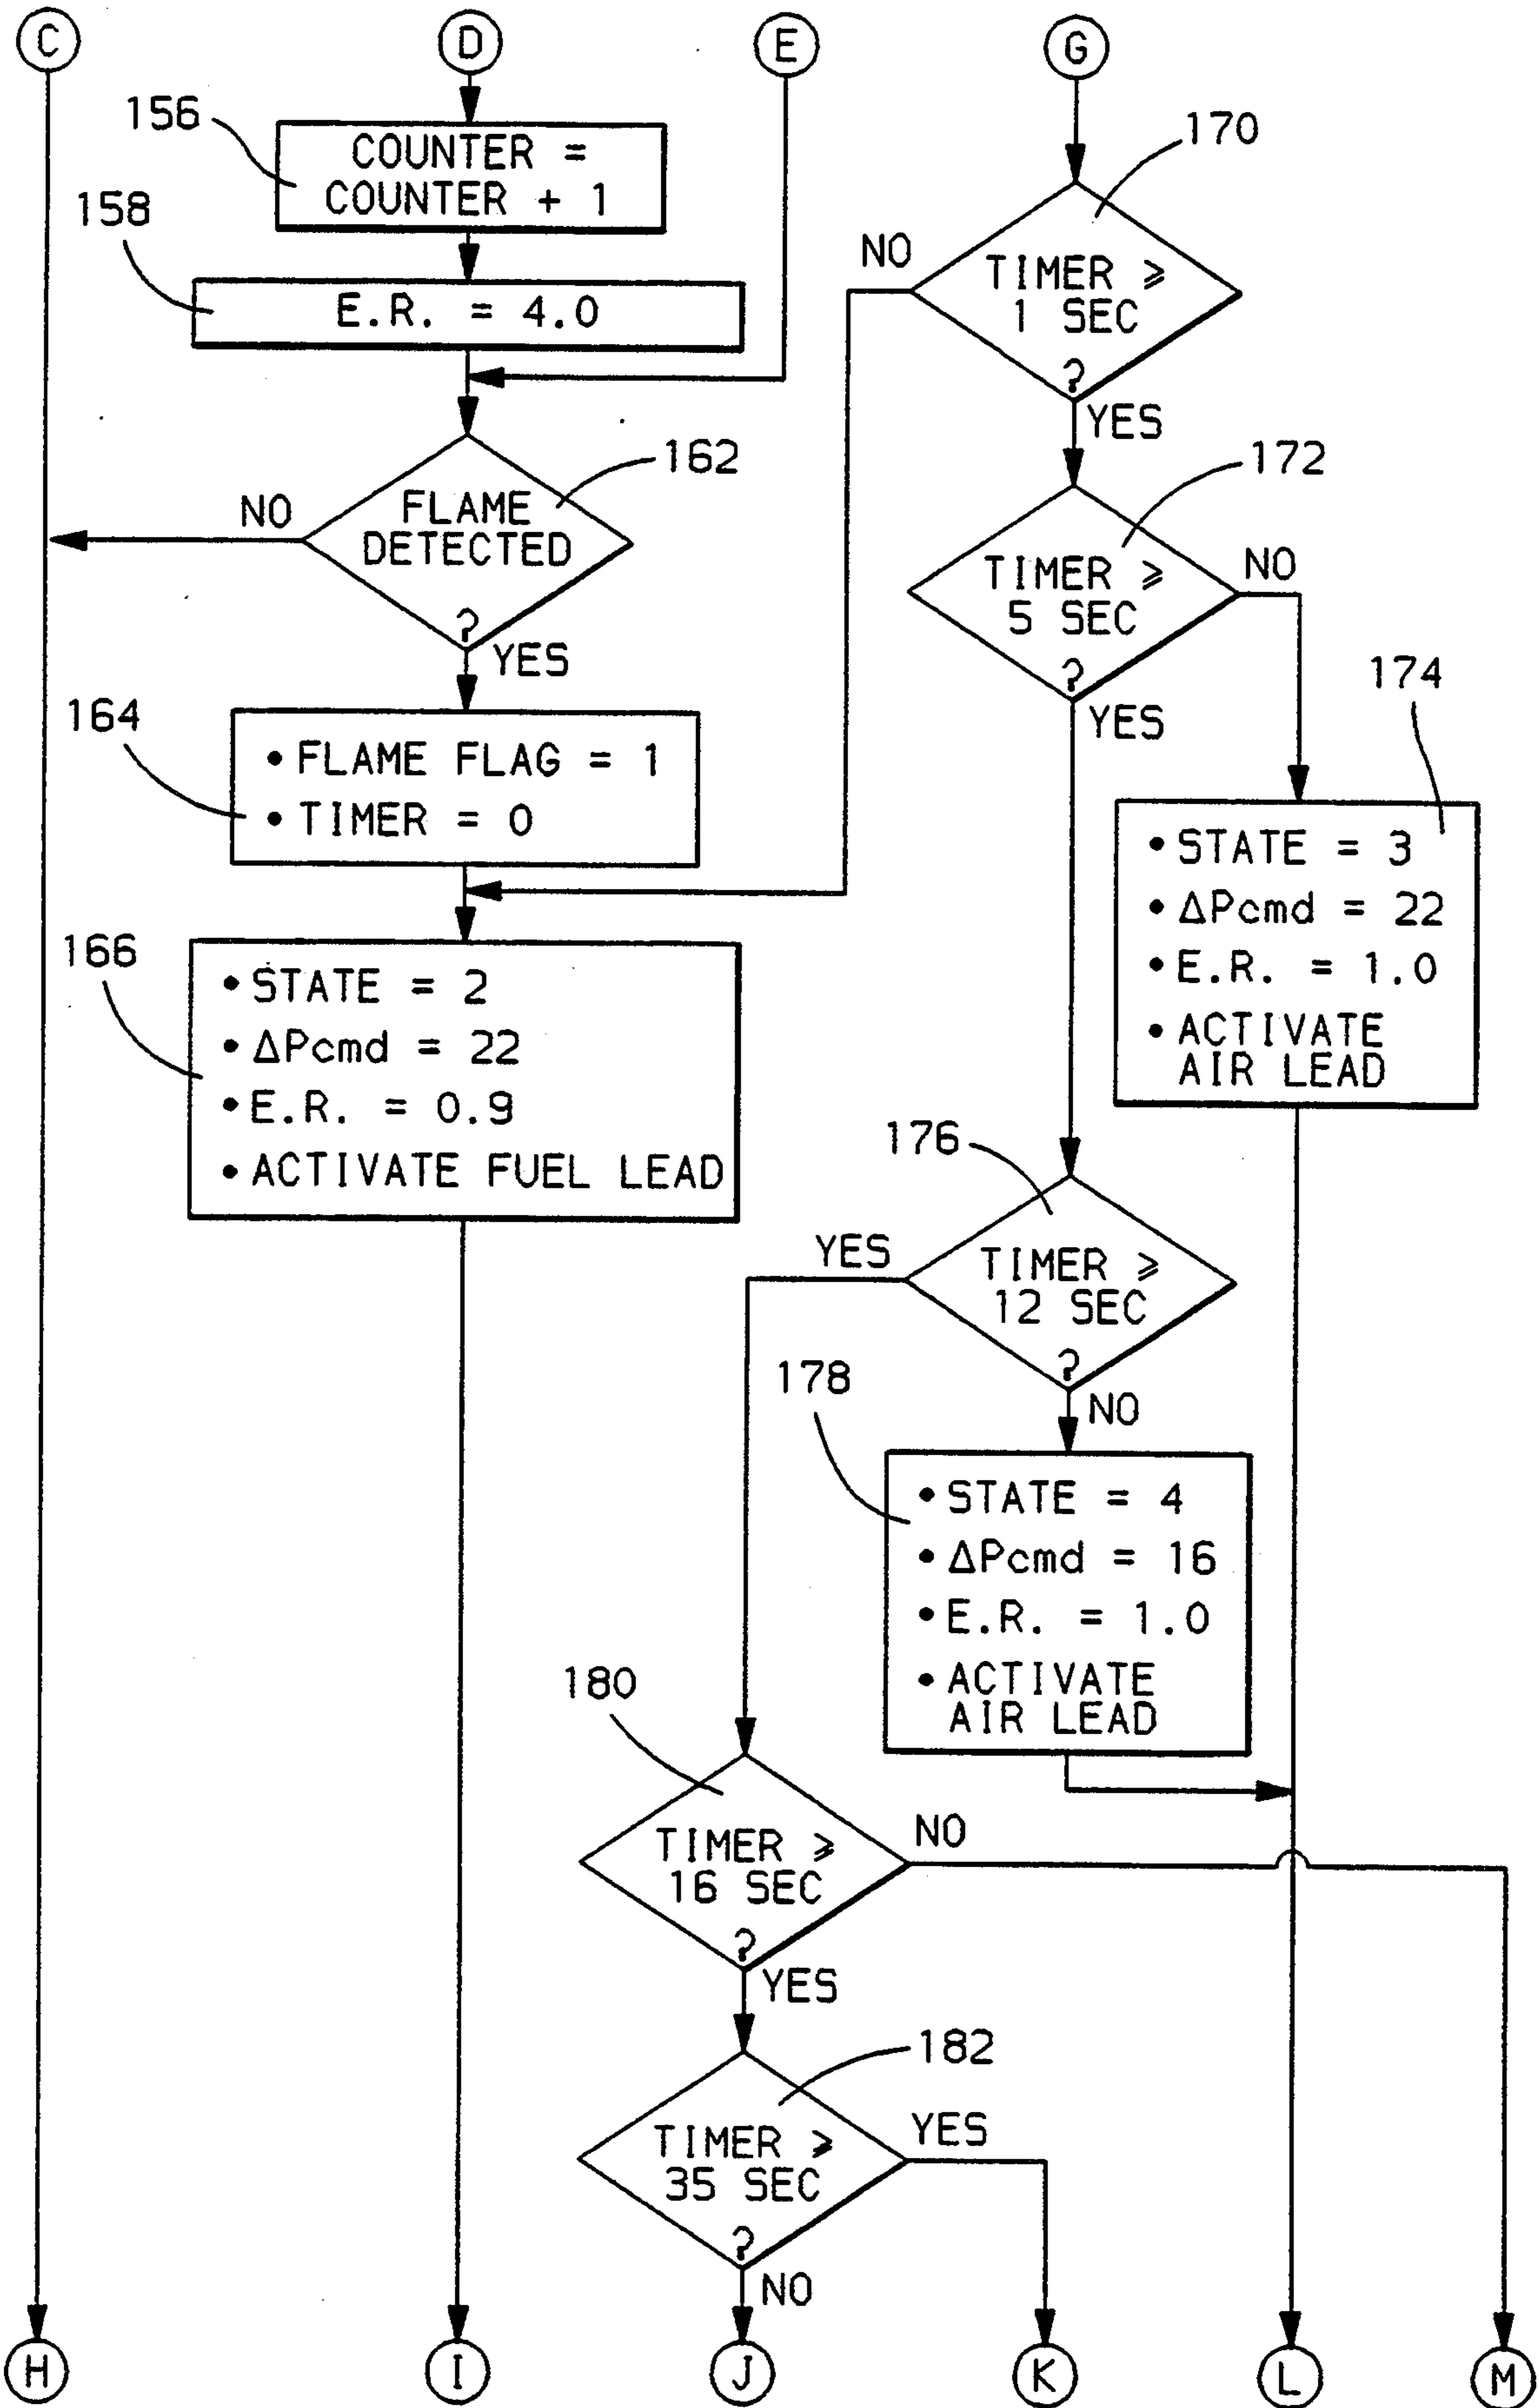 C
D
E
G
156
COUNTER =
COUNTER + 1
158
E.R. = 4.0
162
FLAME
DETECTED
?
NO
YES
164
• FLAME FLAG = 1
• TIMER = 0
166
• STATE = 2
• ΔPcmd = 22
• E.R. = 0.9
• ACTIVATE FUEL LEAD
170
TIMER ⩾
1 SEC
?
NO
YES
172
TIMER ⩾
5 SEC
?
NO
YES
174
• STATE = 3
• ΔPcmd = 22
• E.R. = 1.0
• ACTIVATE
AIR LEAD
176
TIMER ⩾
12 SEC
?
YES
NO
178
• STATE = 4
• ΔPcmd = 16
• E.R. = 1.0
• ACTIVATE
AIR LEAD
180
TIMER ⩾
16 SEC
?
NO
YES
182
TIMER ⩾
35 SEC
?
YES
NO
H
I
J
K
L
M